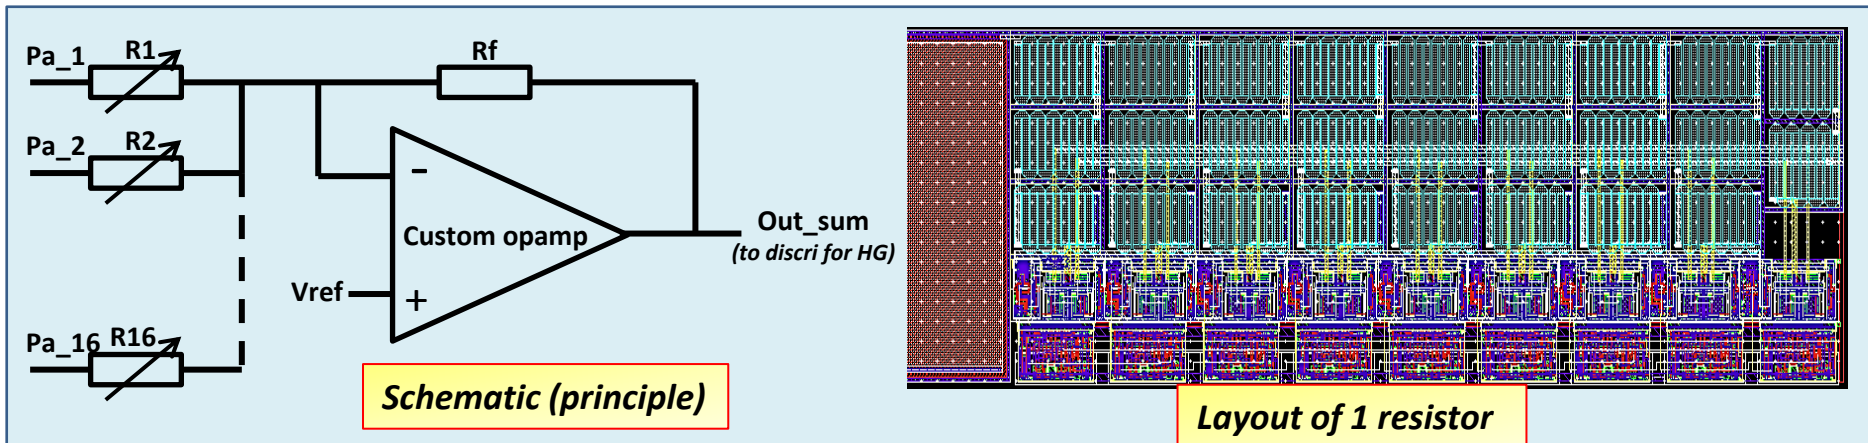 Pa_1
R1
Rf
Pa_2
R2
-
Custom opamp
Out_sum
(to discri for HG)
Vref
+
Pa_16
R16
Schematic (principle)
Layout of 1 resistor